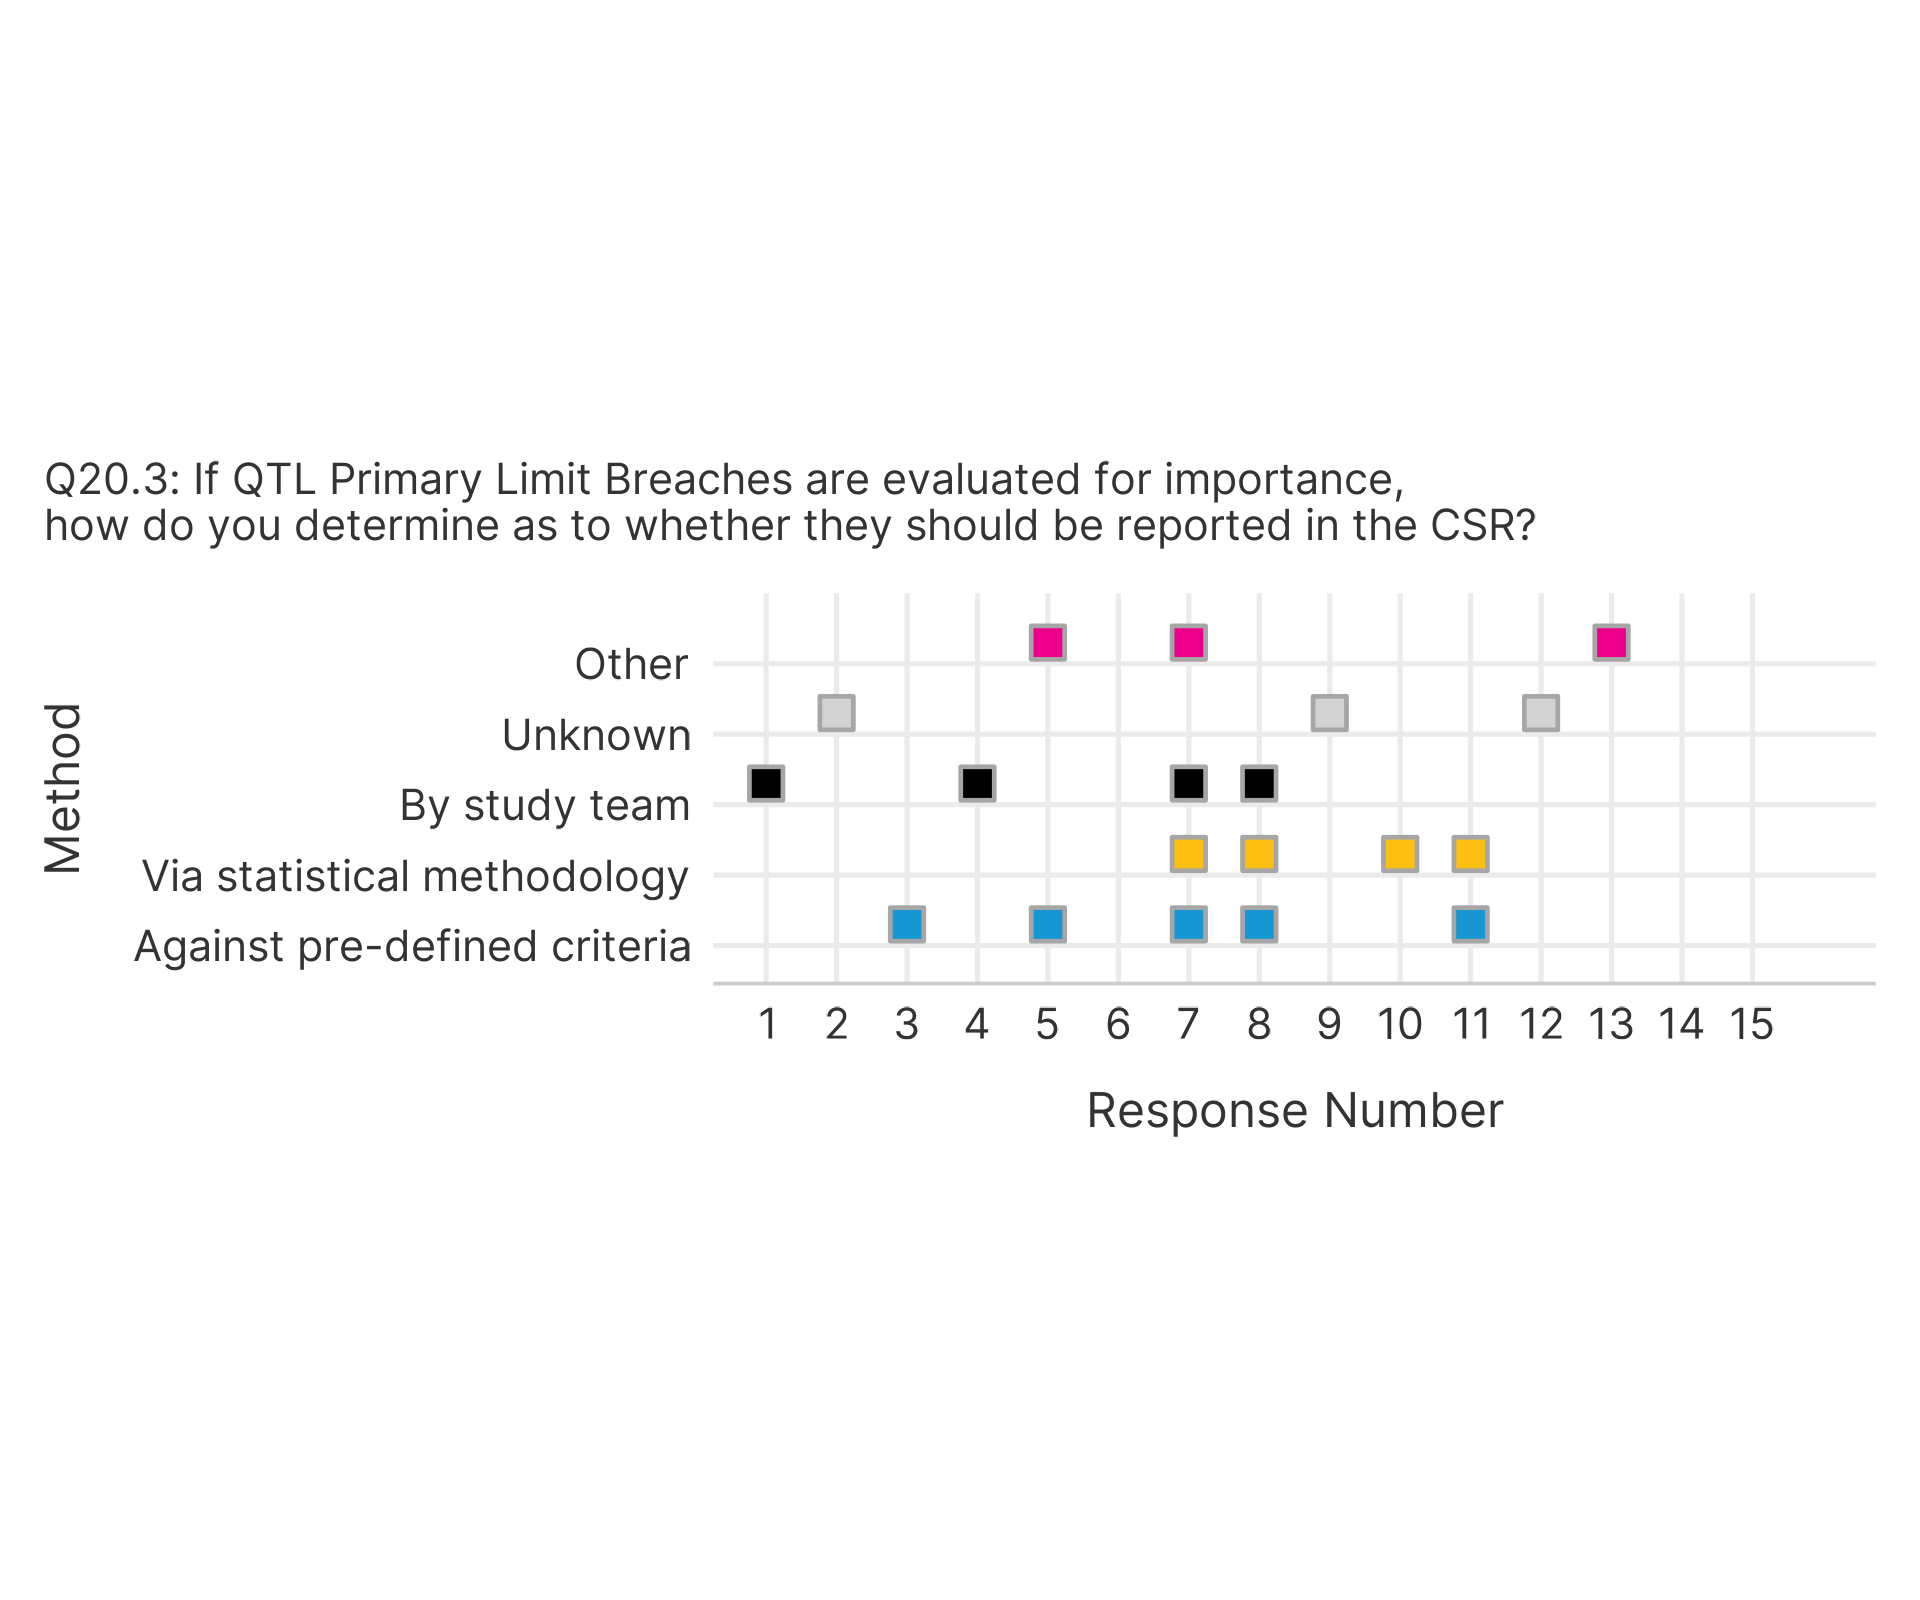 Q20.3: If QTL Primary Limit Breaches are evaluated for importance,
how do you determine as to whether they should be reported in the CSR?
Method
Other
Unknown
By study team
Via statistical methodology
Against pre-defined criteria
1 2 3 4 5 6 7 8 9 10 11 12 13 14 15
Response Number